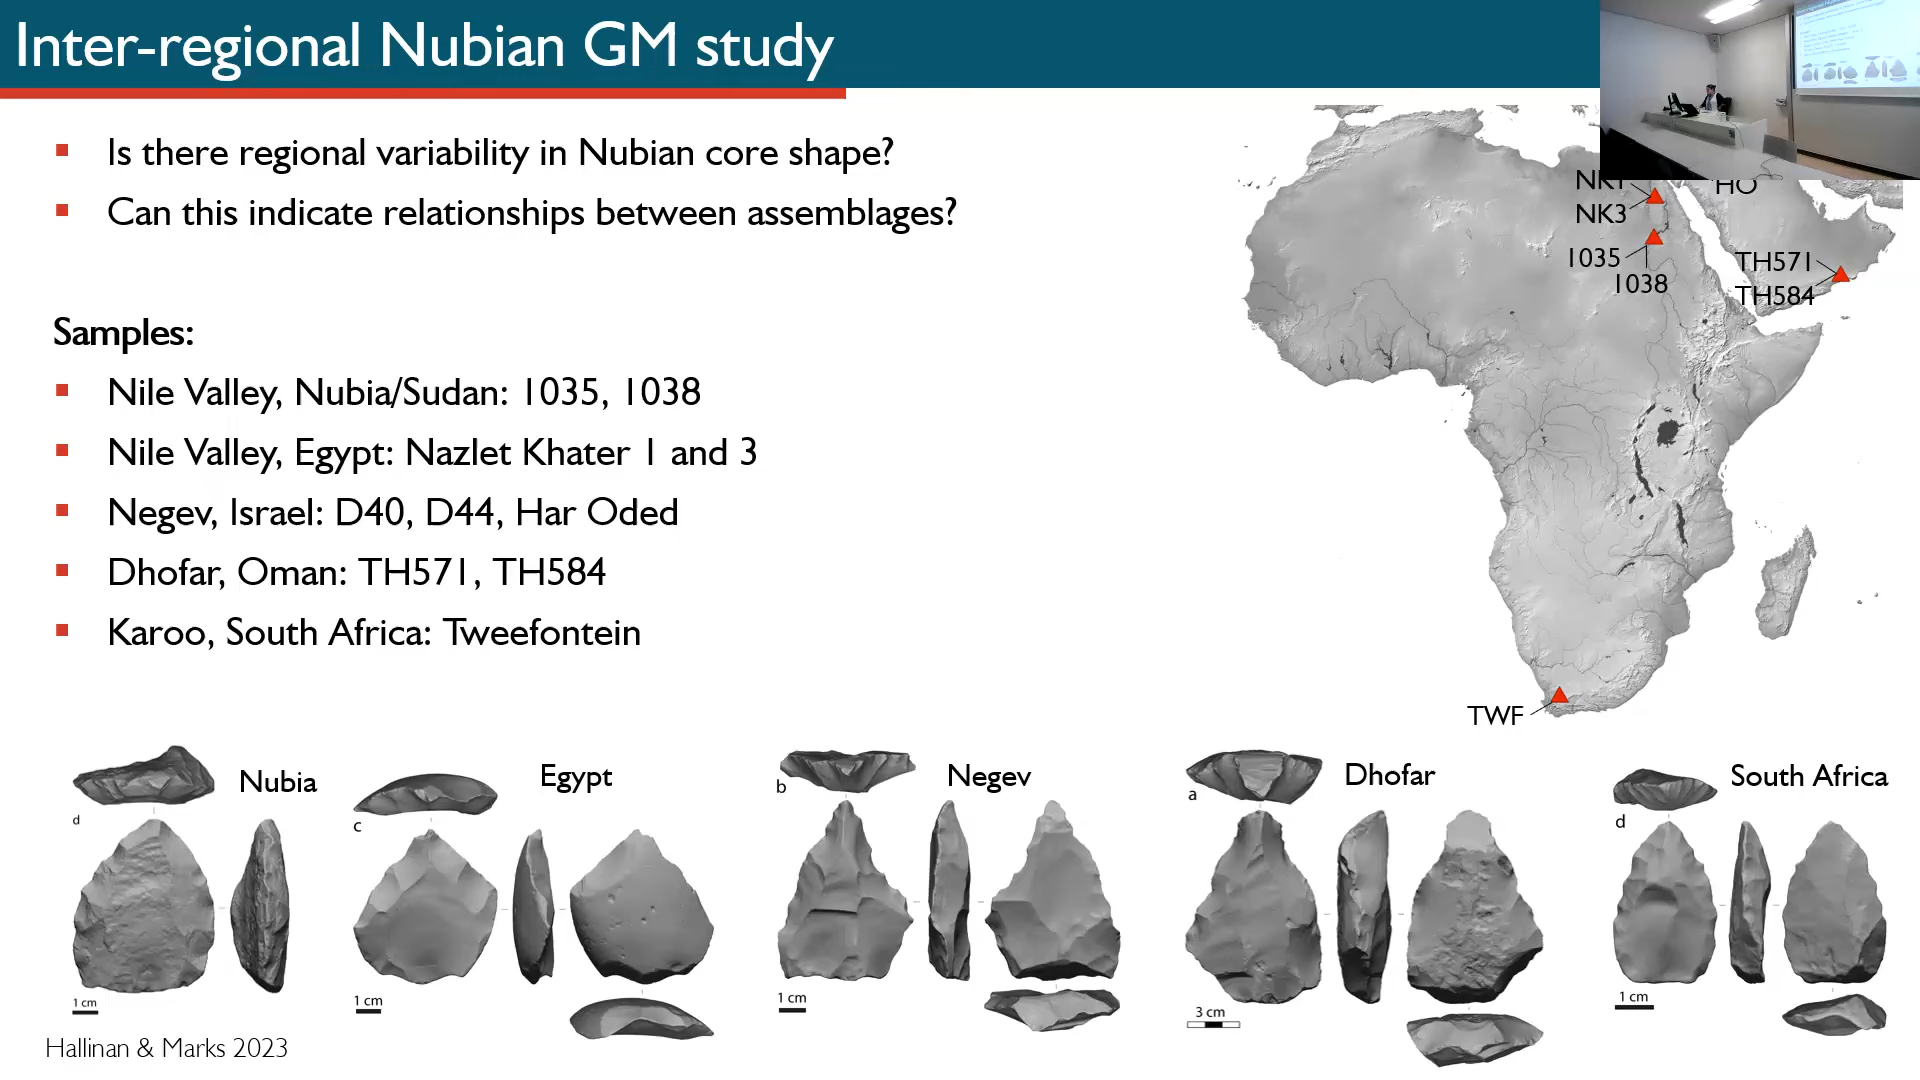 Inter-regional Nubian GM study
Is there regional variability in Nubian core shape?
Can this indicate relationships between assemblages?
Samples:
Nile Valley, Nubia/Sudan: 1035, 1038
Nile Valley, Egypt: Nazlet Khater 1 and 3
Negev, Israel: D40, D44, Har Oded
Dhofar, Oman: TH571, TH584
Karoo, South Africa: Tweefontein
NK1
HO
NK3
1035
1038
TH571
TH584
TWF
Nubia
d
1 cm
Egypt
c
1 cm
Negev
b
1 cm
Dhofar
a
3 cm
South Africa
d
1 cm
Hallinan & Marks 2023